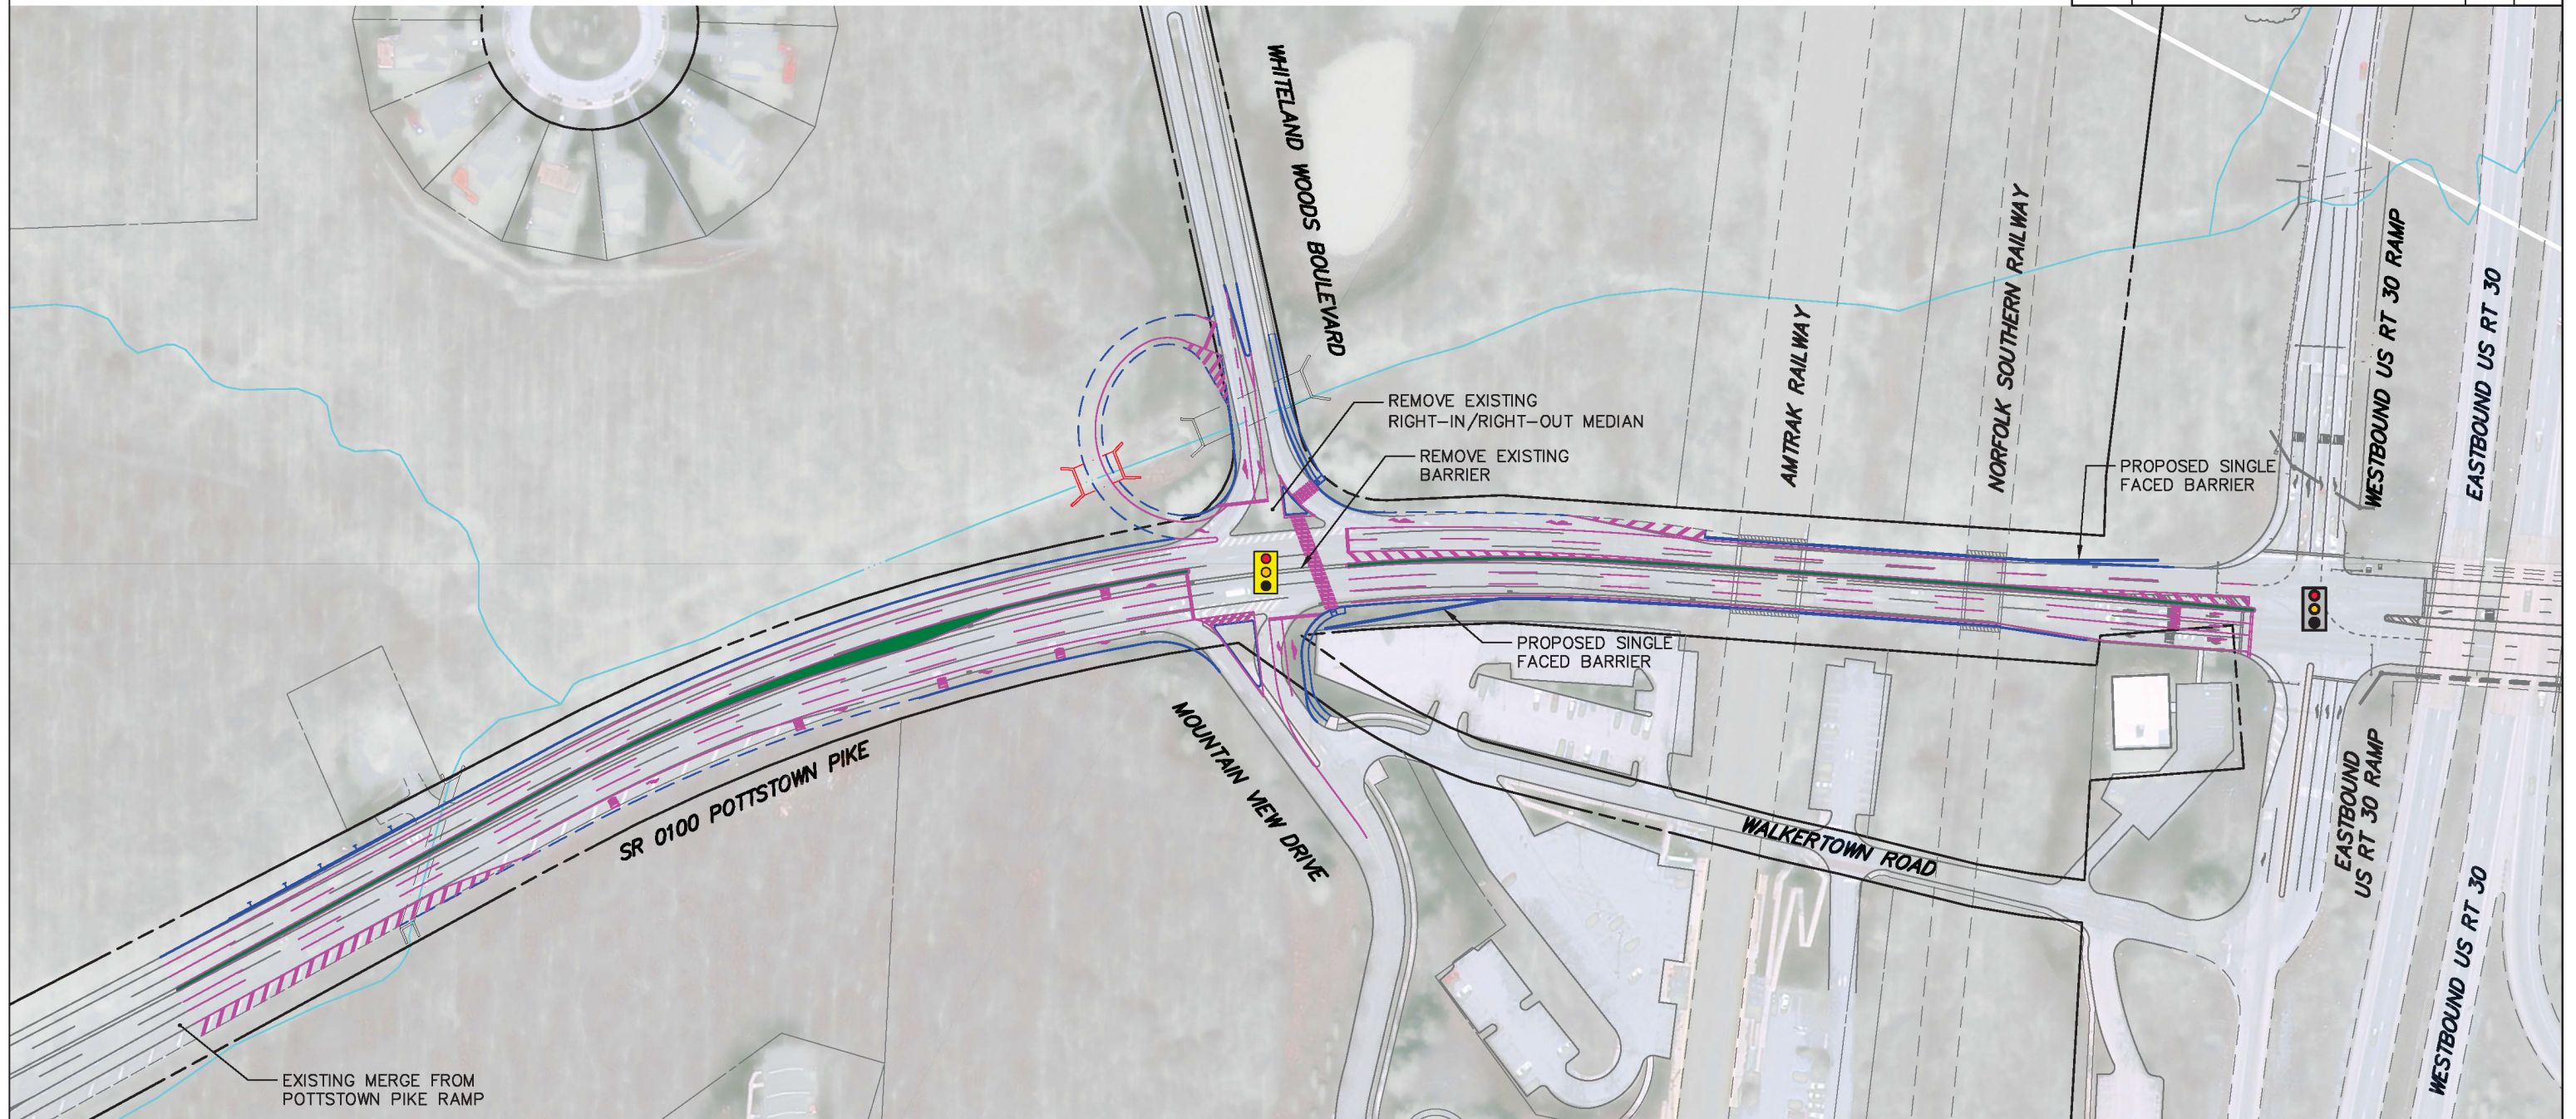 WHITELAND WOODS BOULEVARD
REMOVE EXISTING
RIGHT-IN/RIGHT-OUT MEDIAN
REMOVE EXISTING
BARRIER
AMTRAK RAILWAY
NORFOLK SOUTHERN RAILWAY
PROPOSED SINGLE
FACED BARRIER
WESTBOUND US RT 30 RAMP
EASTBOUND US RT 30
PROPOSED SINGLE
FACED BARRIER
SR 0100 POTTSTOWN PIKE
MOUNTAIN VIEW DRIVE
WALKERTOWN ROAD
EASTBOUND
US RT 30 RAMP
WESTBOUND US RT 30
EXISTING MERGE FROM
POTTSTOWN PIKE RAMP